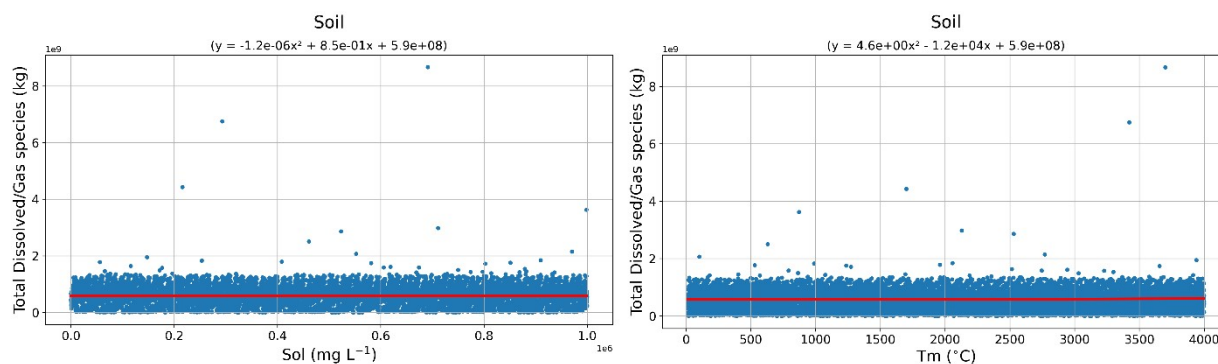 Soil
(y = -1.2e-06x² + 8.5e-01x + 5.9e+08)
1e9
Total Dissolved/Gas species (kg)
8
6
4
2
0
0.0 0.2 0.4 0.6 0.8 1.0
1e6
Sol (mg L⁻¹)
Soil
(y = 4.6e+00x² - 1.2e+04x + 5.9e+08)
1e9
Total Dissolved/Gas species (kg)
8
6
4
2
0
0 500 1000 1500 2000 2500 3000 3500 4000
Tm (°C)